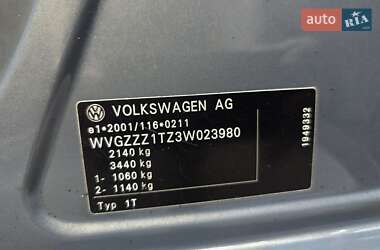 auto RIA
VOLKSWAGEN AG
e1*2001/116*0211
WVGZZZ1TZ3W023980
2140 kg
3440 kg
1- 1060 kg
2- 1140 kg
Typ 1T
1949332